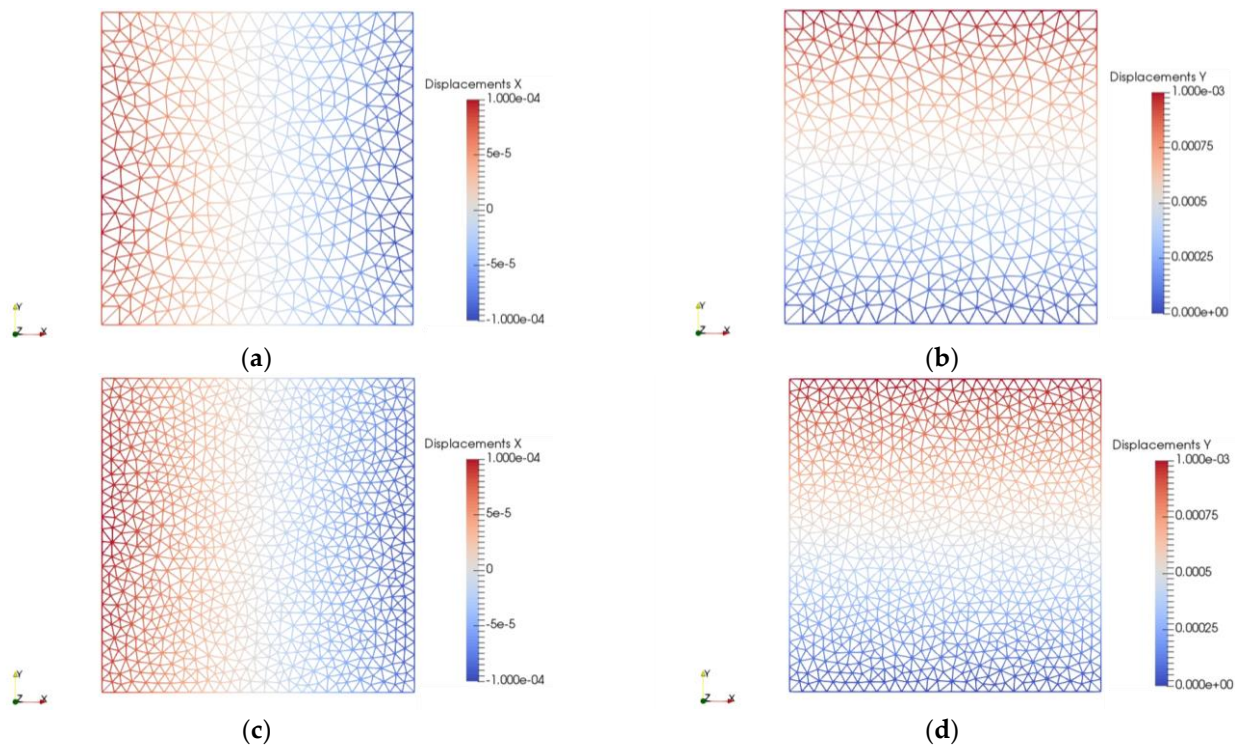 Displacements X
1.000e-04
5e-5
0
-5e-5
-1.000e-04
Y
Z
X
(a)
Displacements Y
1.000e-03
0.00075
0.0005
0.00025
0.000e+00
Y
Z
X
(b)
Displacements X
1.000e-04
5e-5
0
-5e-5
-1.000e-04
Y
Z
X
(c)
Displacements Y
1.000e-03
0.00075
0.0005
0.00025
0.000e+00
Y
Z
X
(d)